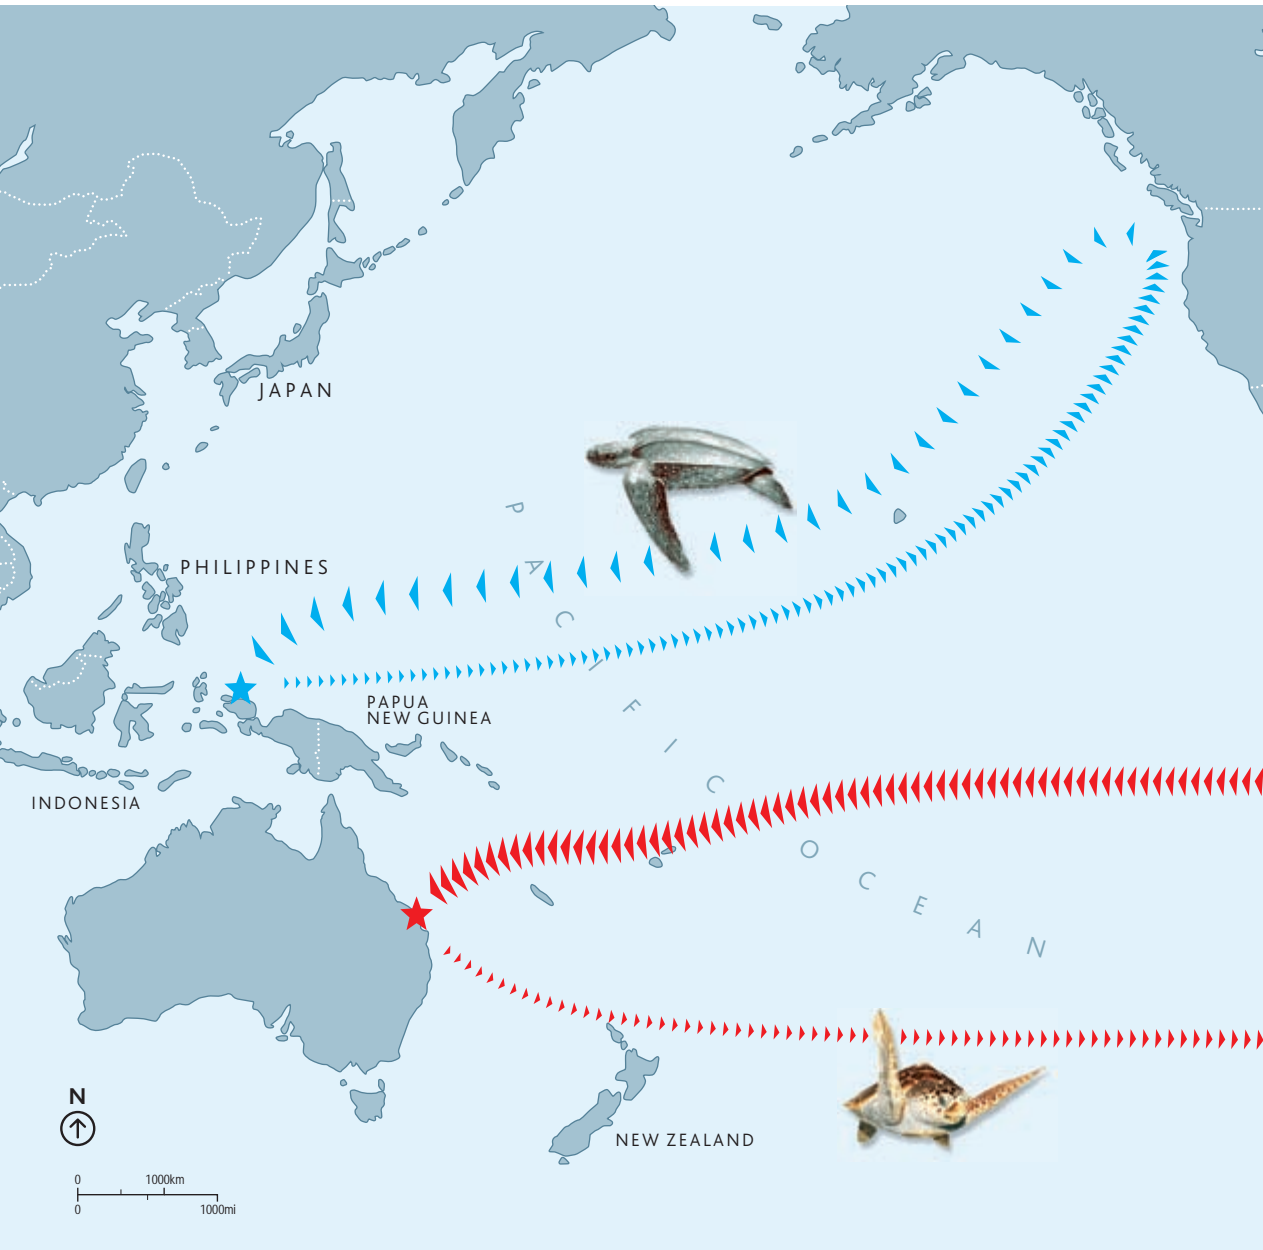 JAPAN
PHILIPPINES
PACIFIC OCEAN
PAPUA
NEW GUINEA
INDONESIA
NEW ZEALAND
N
0 1000km
0 1000mi